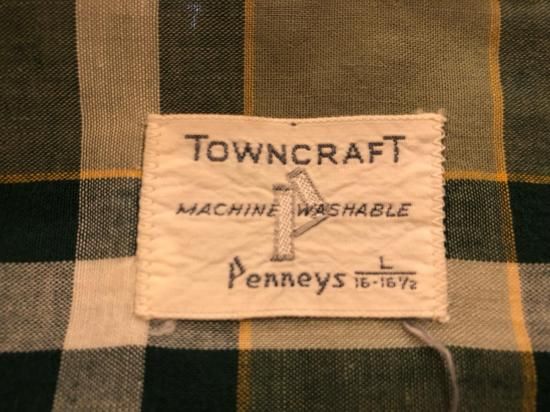 TOWNCRAFT
MACHINE WASHABLE
P
Penneys L
16-16½